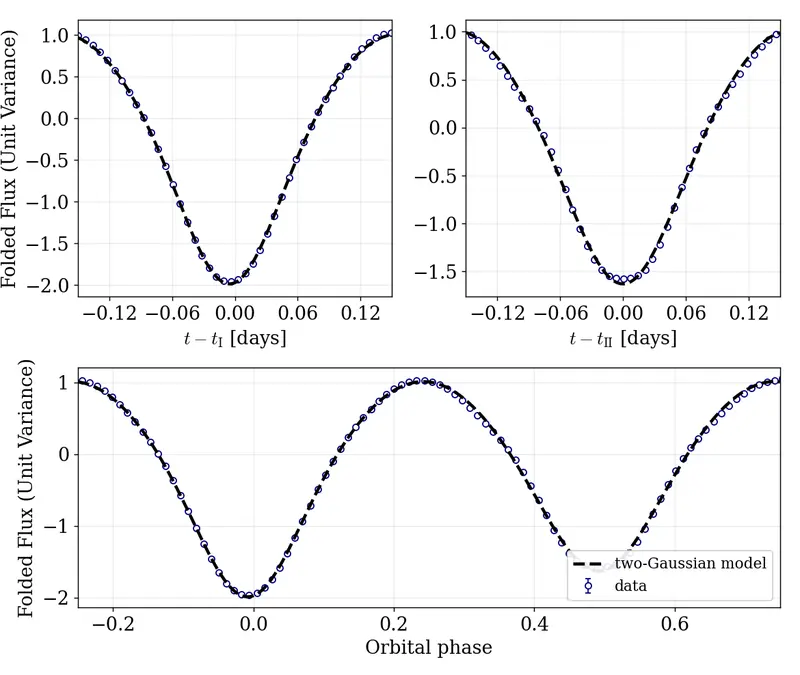 1.0
0.5
0.0
−0.5
−1.0
−1.5
−2.0
Folded Flux (Unit Variance)
−0.12 −0.06 0.00 0.06 0.12
t − t_I [days]
1.0
0.5
0.0
−0.5
−1.0
−1.5
−0.12 −0.06 0.00 0.06 0.12
t − t_II [days]
1
0
−1
−2
Folded Flux (Unit Variance)
two-Gaussian model
data
−0.2 0.0 0.2 0.4 0.6
Orbital phase